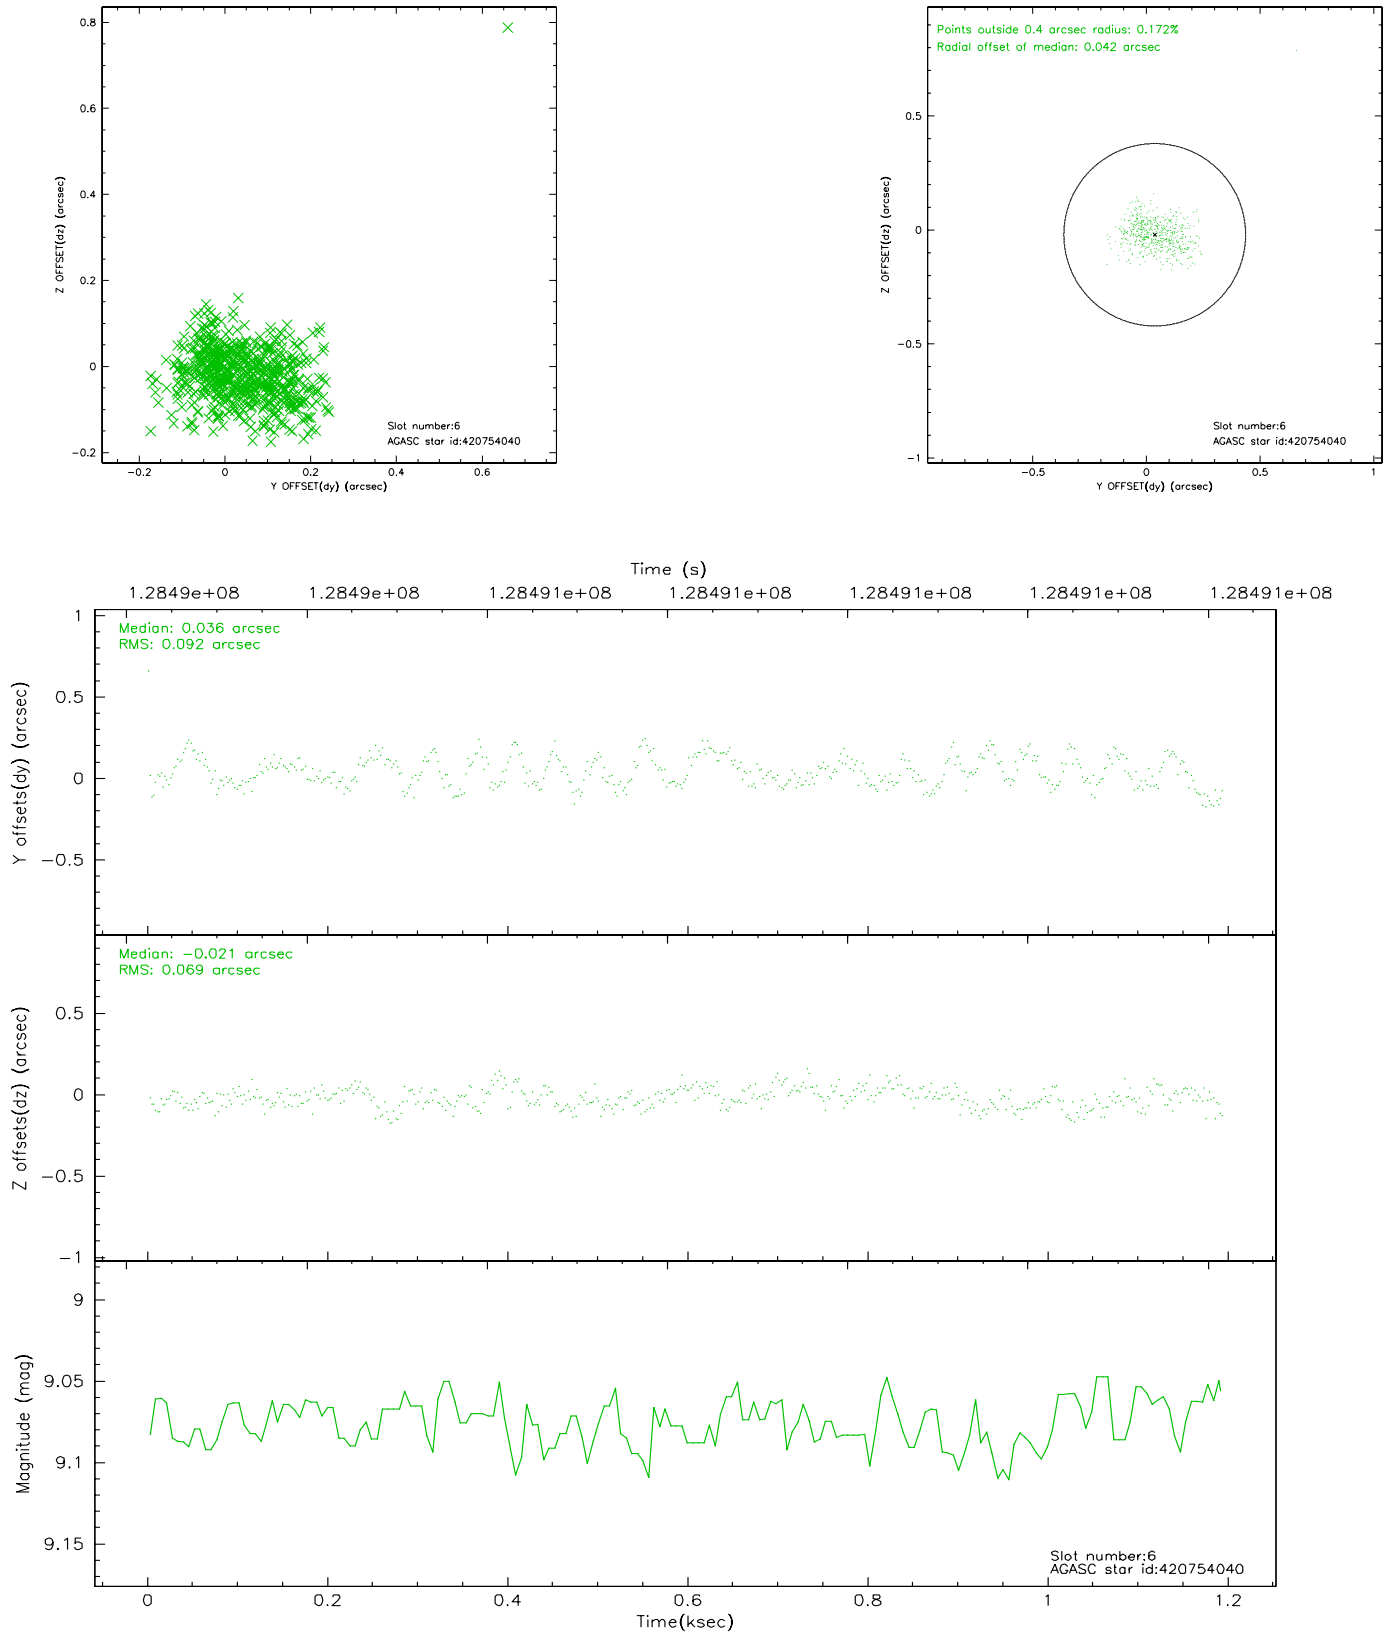 0.8
0.6
0.4
0.2
0
−0.2
−0.2
0
0.2
0.4
0.6
Z OFFSET(dz) (arcsec)
Y OFFSET(dy) (arcsec)
Slot number:6
AGASC star id:420754040
Points outside 0.4 arcsec radius: 0.172%
Radial offset of median: 0.042 arcsec
0.5
0
−0.5
−1
−0.5
0
0.5
1
Z OFFSET(dz) (arcsec)
Y OFFSET(dy) (arcsec)
Slot number:6
AGASC star id:420754040
Time (s)
1.2849e+08
1.2849e+08
1.28491e+08
1.28491e+08
1.28491e+08
1.28491e+08
1.28491e+08
Median: 0.036 arcsec
RMS: 0.092 arcsec
1
0.5
0
−0.5
Y offsets(dy) (arcsec)
Median: −0.021 arcsec
RMS: 0.069 arcsec
0.5
0
−0.5
−1
Z offsets(dz) (arcsec)
9
9.05
9.1
9.15
Magnitude (mag)
Slot number:6
AGASC star id:420754040
0
0.2
0.4
0.6
0.8
1
1.2
Time(ksec)